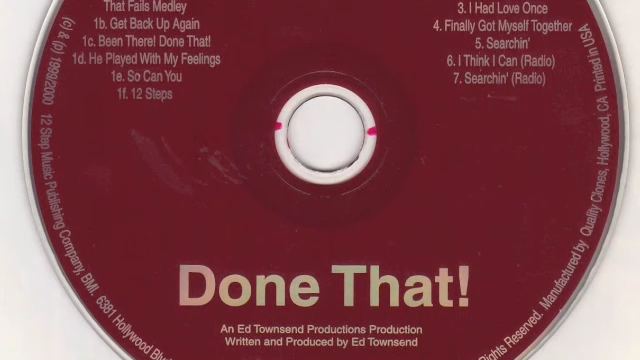 That Fails Medley
1b. Get Back Up Again
1c. Been There! Done That!
1d. He Played With My Feelings
1e. So Can You
1f. 12 Steps
3. I Had Love Once
4. Finally Got Myself Together
5. Searchin'
6. I Think I Can (Radio)
7. Searchin' (Radio)
Done That!
An Ed Townsend Productions Production
Written and Produced by Ed Townsend
(c) & (p) 1999/2000 12 Step Music Publishing Company, BMI. 6381 Hollywood
Rights Reserved. Manufactured by Quality Clones, Hollywood, CA Printed in USA